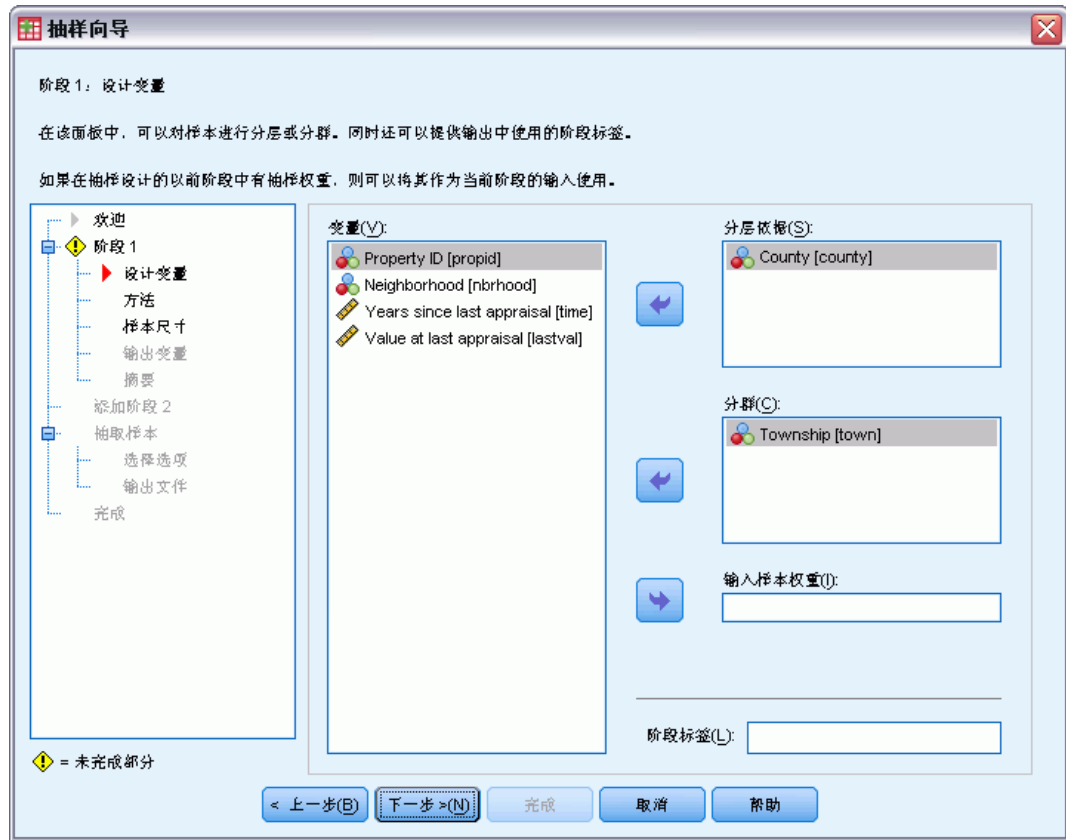 抽样向导
阶段 1：设计变量
在该面板中，可以对样本进行分层或分群。同时还可以提供输出中使用的阶段标签。
如果在抽样设计的以前阶段中有抽样权重，则可以将其作为当前阶段的输入使用。
欢迎
阶段 1
设计变量
方法
样本尺寸
输出变量
摘要
添加阶段 2
抽取样本
选择选项
输出文件
完成
! = 未完成部分
变量(V):
Property ID [propid]
Neighborhood [nbrhood]
Years since last appraisal [time]
Value at last appraisal [lastval]
分层依据(S):
County [county]
分群(C):
Township [town]
输入样本权重(I):
阶段标签(L):
< 上一步(B)
下一步 >(N)
完成
取消
帮助